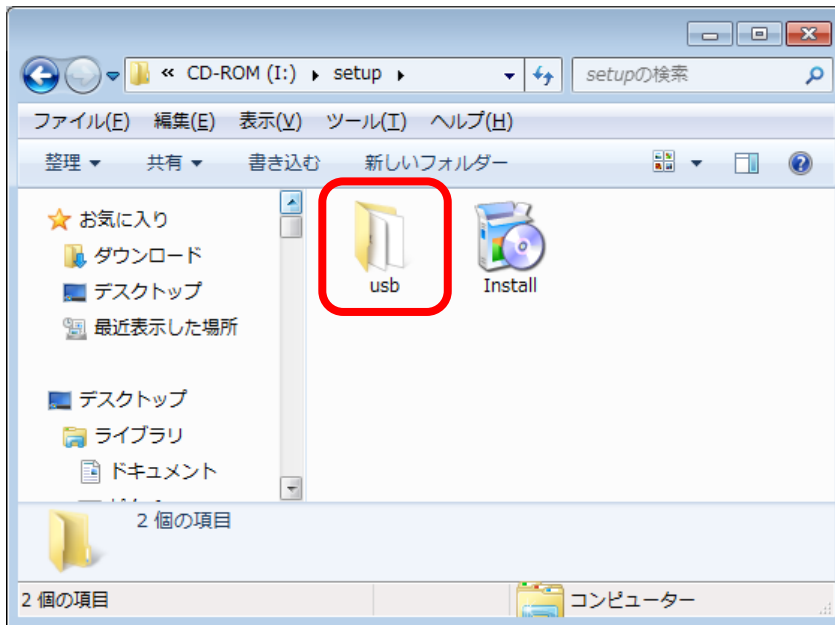 « CD-ROM (I:) ▸ setup ▸
setupの検索
ファイル(F) 編集(E) 表示(V) ツール(T) ヘルプ(H)
整理 ▼ 共有 ▼ 書き込む 新しいフォルダー
お気に入り
ダウンロード
デスクトップ
最近表示した場所
デスクトップ
ライブラリ
ドキュメント
usb
Install
2 個の項目
2 個の項目
コンピューター